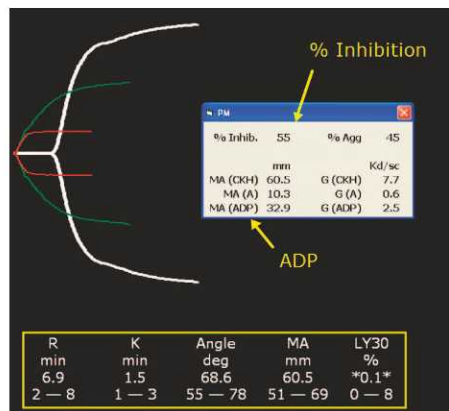 % Inhibition
PM
% Inhib. 55 % Agg 45
mm Kd/sc
MA (CKH) 60.5 G (CKH) 7.7
MA (A) 10.3 G (A) 0.6
MA (ADP) 32.9 G (ADP) 2.5
ADP
R K Angle MA LY30
min min deg mm %
6.9 1.5 68.6 60.5 *0.1*
2 — 8 1 — 3 55 — 78 51 — 69 0 — 8